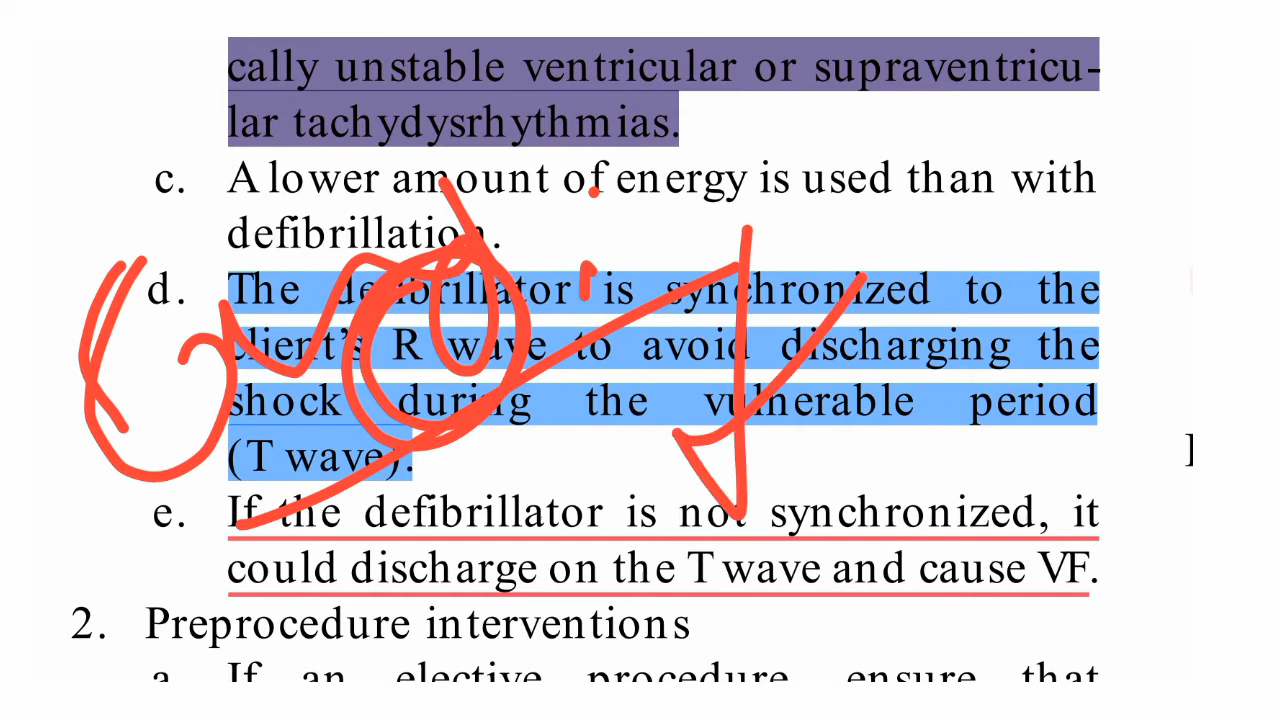 cally unstable ventricular or supraventricu-
lar tachydysrhythmias.
c. A lower amount of energy is used than with
defibrillation.
d. The defibrillator is synchronized to the
client's R wave to avoid discharging the
shock during the vulnerable period
(T wave).
e. If the defibrillator is not synchronized, it
could discharge on the T wave and cause VF.
2. Preprocedure interventions
a. If an elective procedure, ensure that